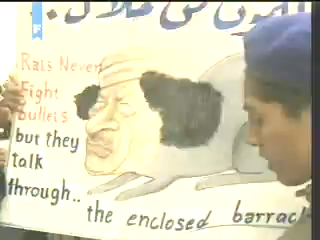 Rats Never
Fight
bullets
but they
talk
through..
the enclosed barrack